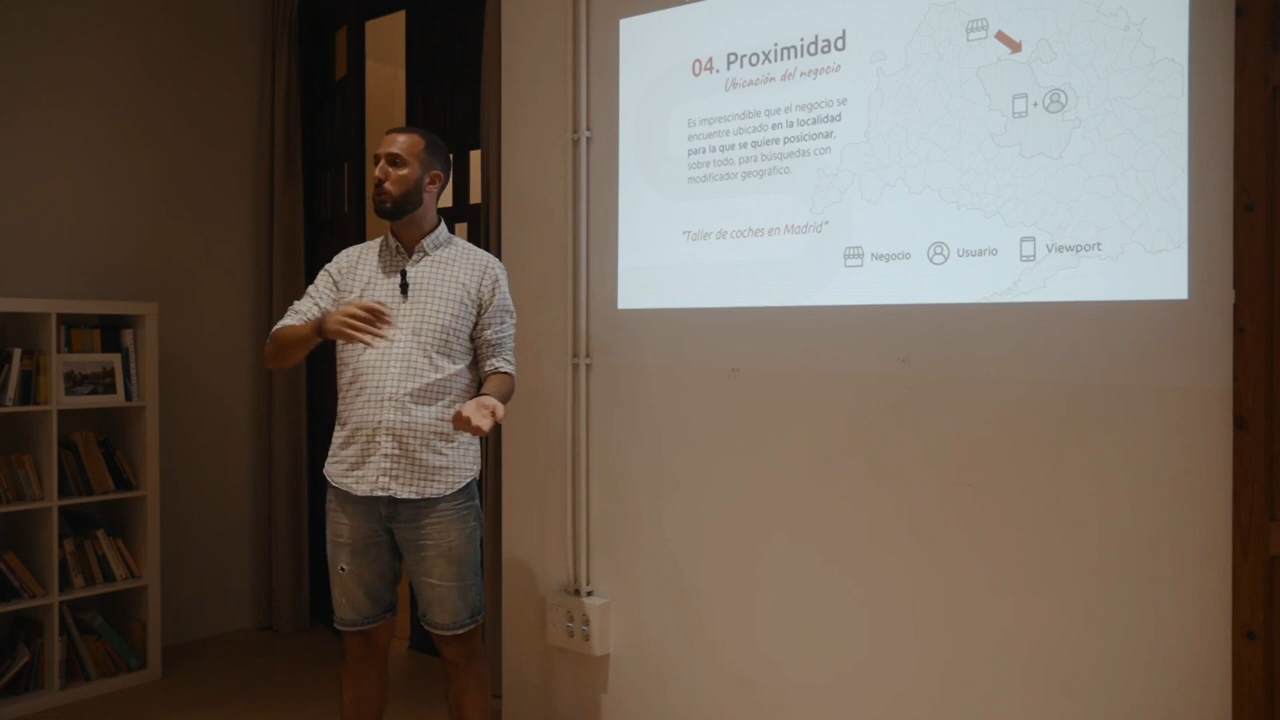 04. Proximidad
Ubicación del negocio
Es imprescindible que el negocio se
encuentre ubicado en la localidad
para la que se quiere posicionar,
sobre todo, para búsquedas con
modificador geográfico.
"Taller de coches en Madrid"
Negocio Usuario Viewport